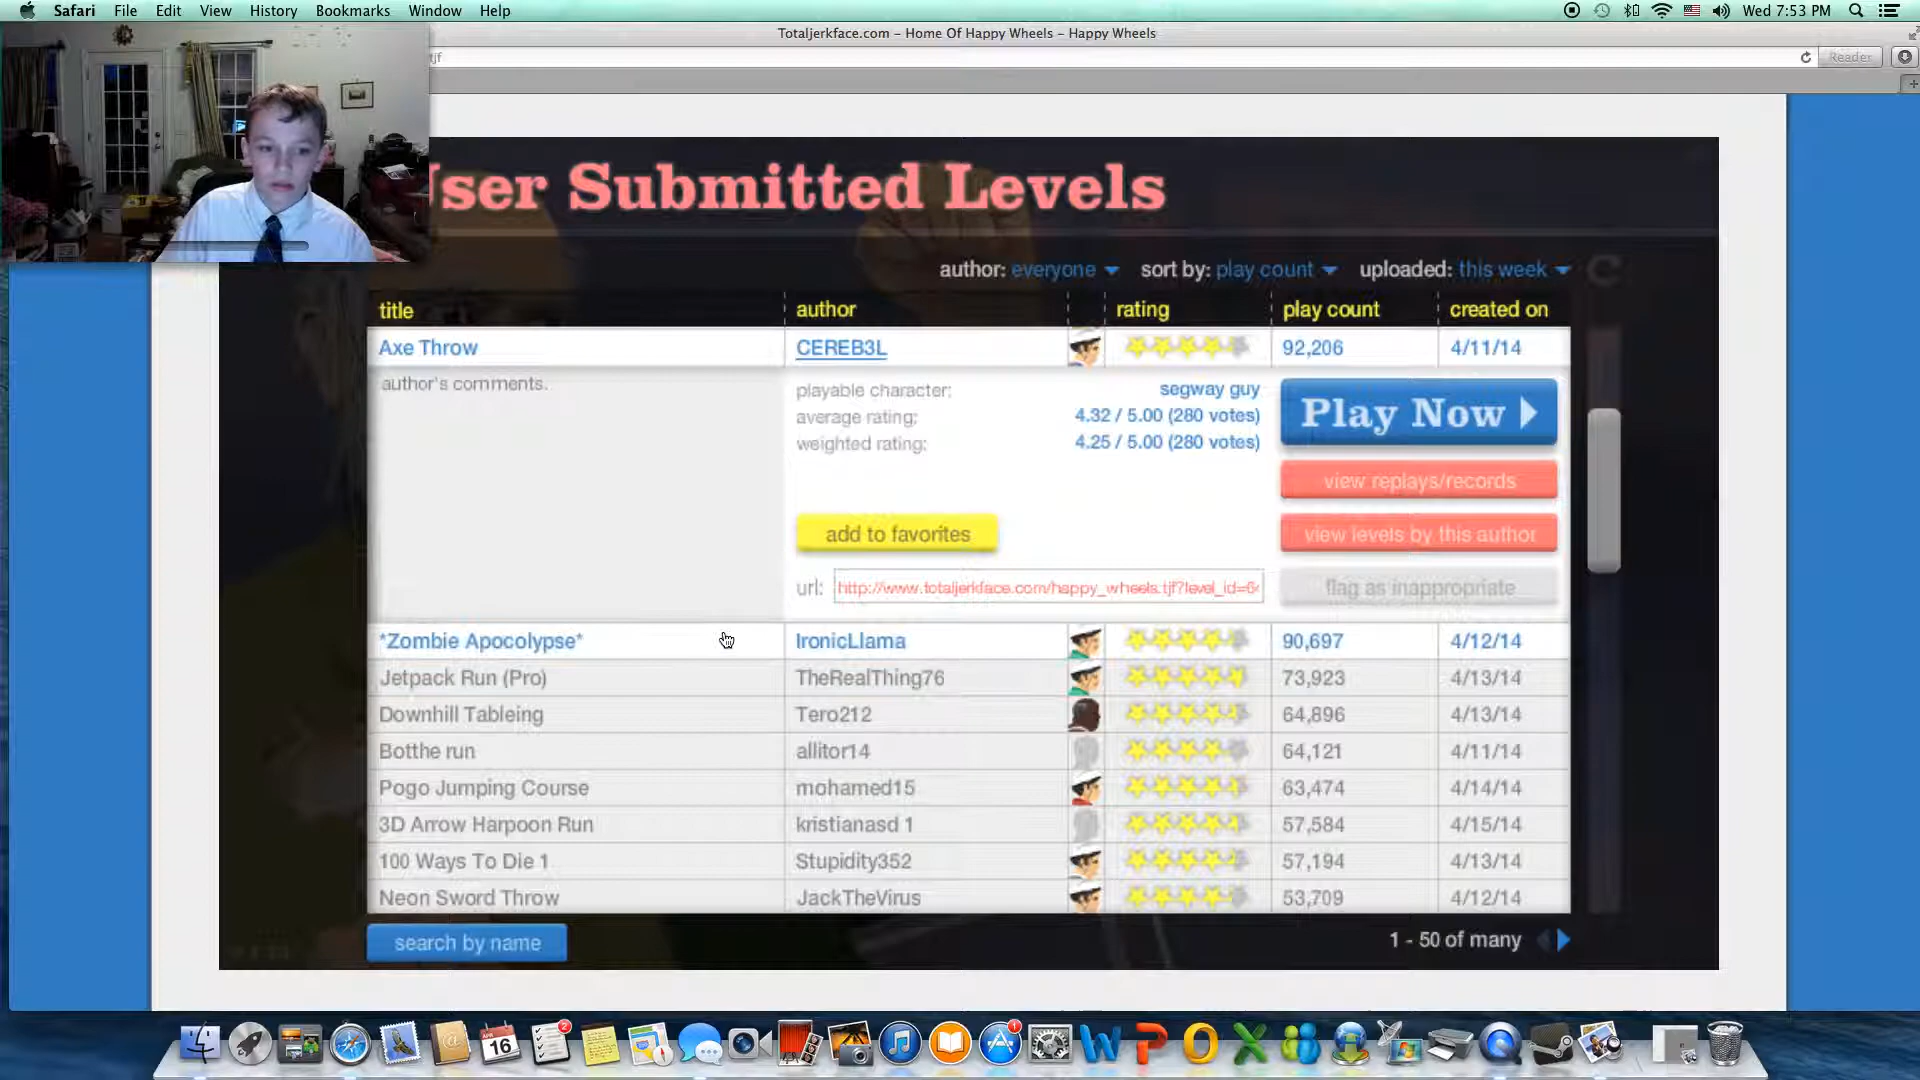 Safari File Edit View History Bookmarks Window Help Wed 7:53 PM
Totaljerkface.com – Home Of Happy Wheels – Happy Wheels
tjf Reader
User Submitted Levels
author: everyone sort by: play count uploaded: this week
title author rating play count created on
Axe Throw CEREB3L 92,206 4/11/14
author's comments.
playable character: segway guy
average rating: 4.32 / 5.00 (280 votes)
weighted rating: 4.25 / 5.00 (280 votes)
Play Now
view replays/records
add to favorites
view levels by this author
url: http://www.totaljerkface.com/happy_wheels.tjf?level_id=6
flag as inappropriate
*Zombie Apocolypse* IronicLlama 90,697 4/12/14
Jetpack Run (Pro) TheRealThing76 73,923 4/13/14
Downhill Tableing Tero212 64,896 4/13/14
Botthe run allitor14 64,121 4/11/14
Pogo Jumping Course mohamed15 63,474 4/14/14
3D Arrow Harpoon Run kristianasd 1 57,584 4/15/14
100 Ways To Die 1 Stupidity352 57,194 4/13/14
Neon Sword Throw JackTheVirus 53,709 4/12/14
search by name
1 - 50 of many
APR 16 2 1